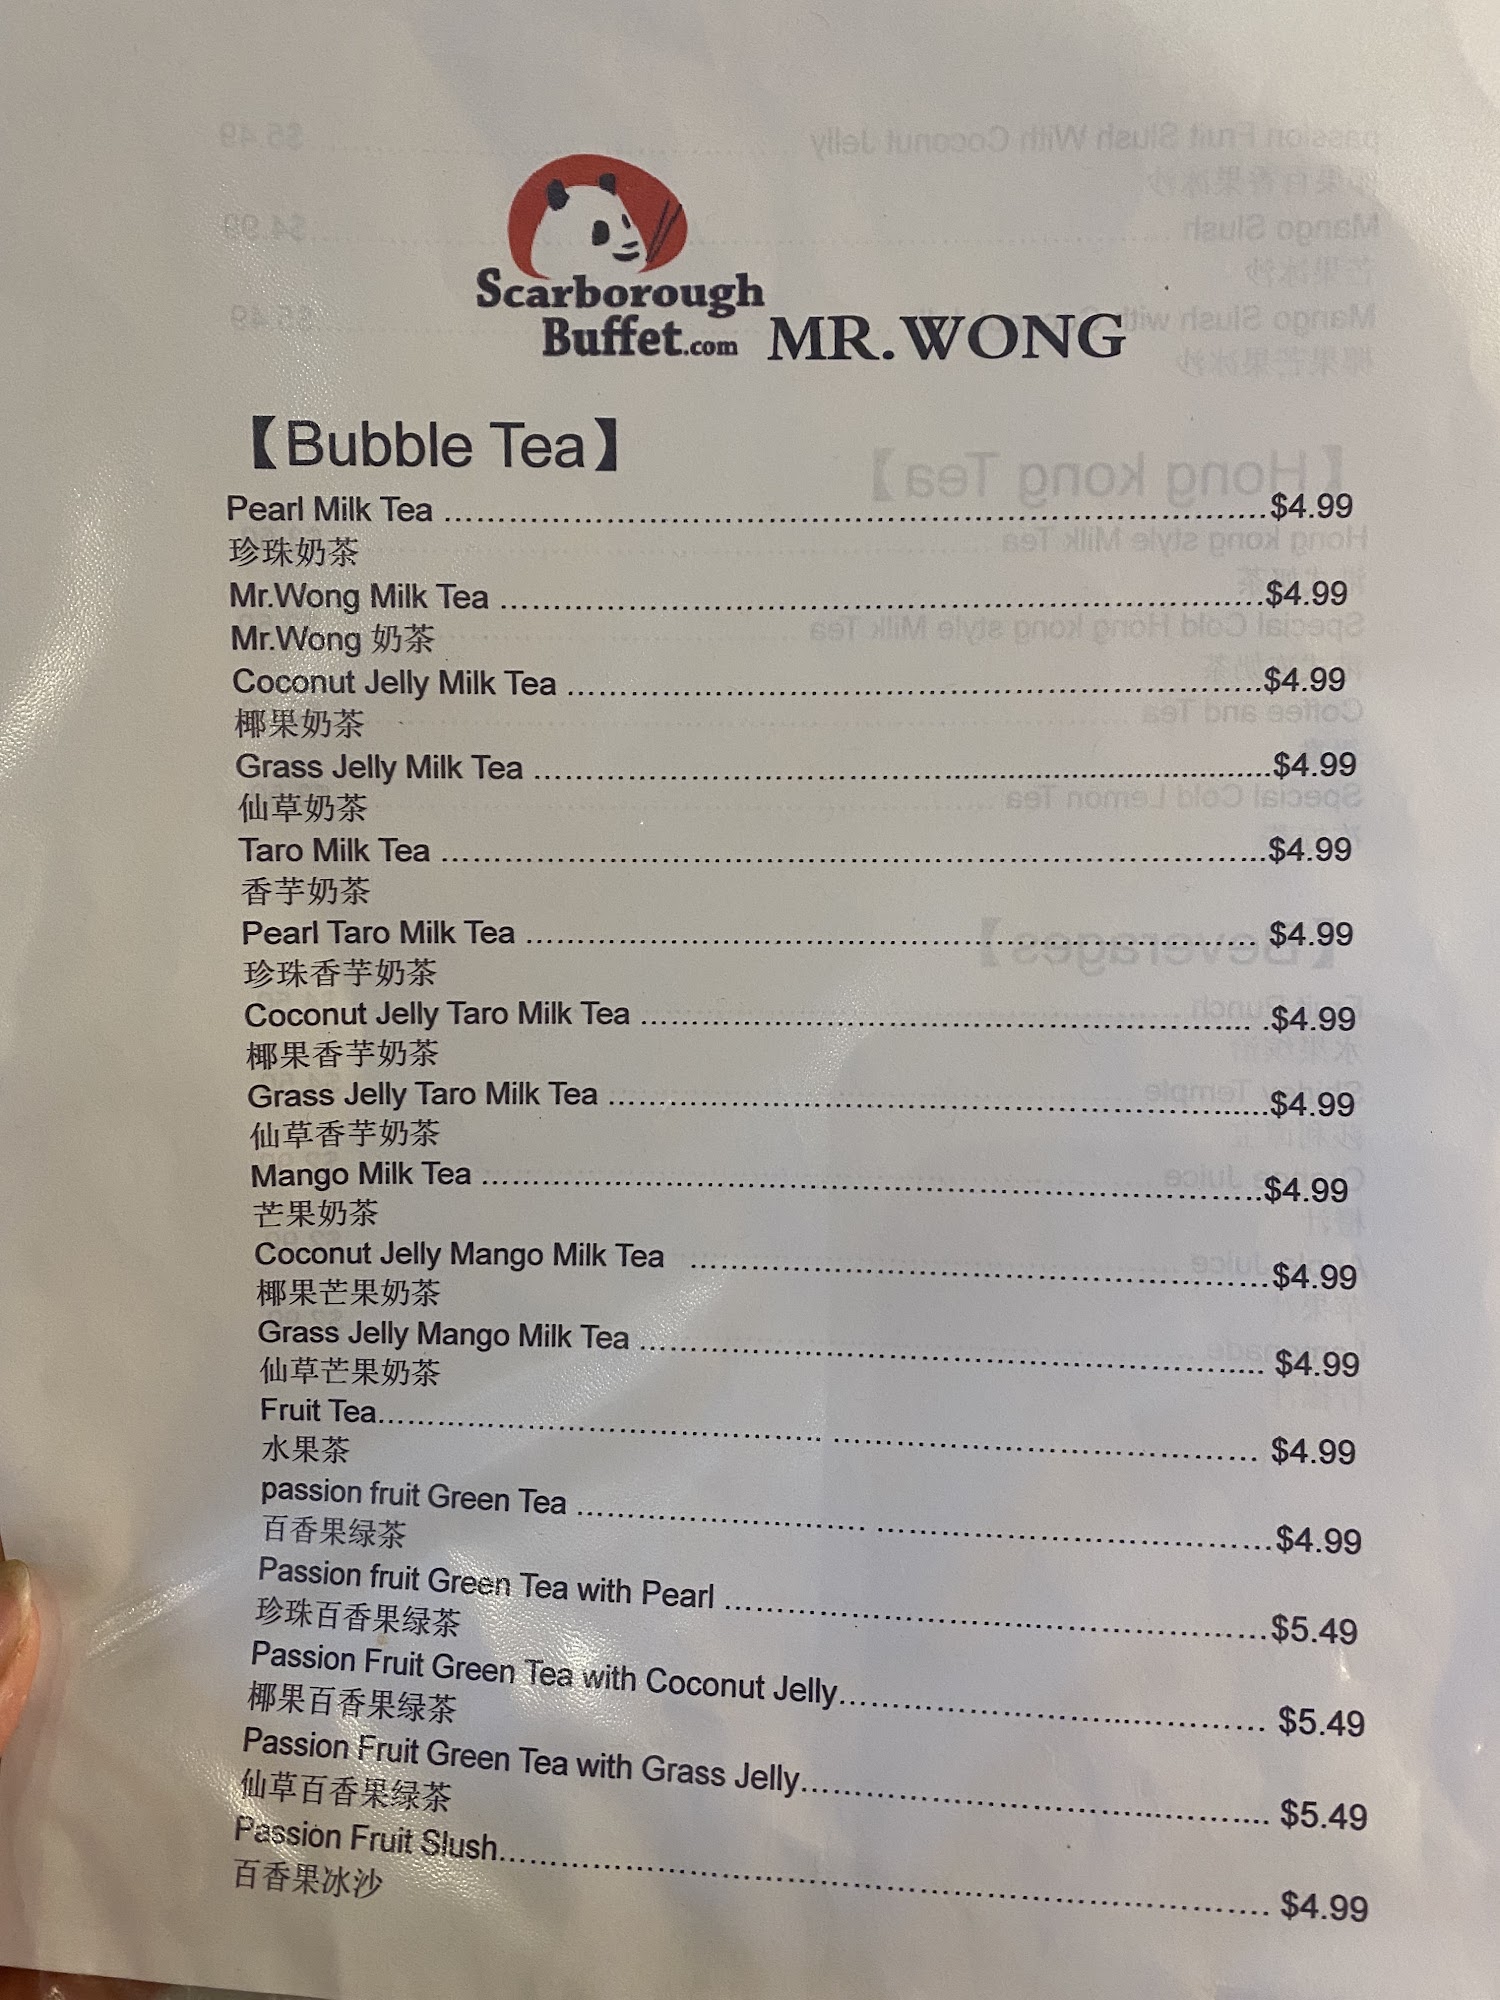 Scarborough
Buffet.com MR.WONG
【Bubble Tea】
Pearl Milk Tea ........ $4.99
珍珠奶茶
Mr.Wong Milk Tea ........ $4.99
Mr.Wong 奶茶
Coconut Jelly Milk Tea ........ $4.99
椰果奶茶
Grass Jelly Milk Tea ........ $4.99
仙草奶茶
Taro Milk Tea ........ $4.99
香芋奶茶
Pearl Taro Milk Tea ........ $4.99
珍珠香芋奶茶
Coconut Jelly Taro Milk Tea ........ $4.99
椰果香芋奶茶
Grass Jelly Taro Milk Tea ........ $4.99
仙草香芋奶茶
Mango Milk Tea ........ $4.99
芒果奶茶
Coconut Jelly Mango Milk Tea ........ $4.99
椰果芒果奶茶
Grass Jelly Mango Milk Tea ........ $4.99
仙草芒果奶茶
Fruit Tea ........ $4.99
水果茶
passion fruit Green Tea ........ $4.99
百香果绿茶
Passion fruit Green Tea with Pearl ........ $5.49
珍珠百香果绿茶
Passion Fruit Green Tea with Coconut Jelly ........ $5.49
椰果百香果绿茶
Passion Fruit Green Tea with Grass Jelly ........ $5.49
仙草百香果绿茶
Passion Fruit Slush ........ $4.99
百香果冰沙